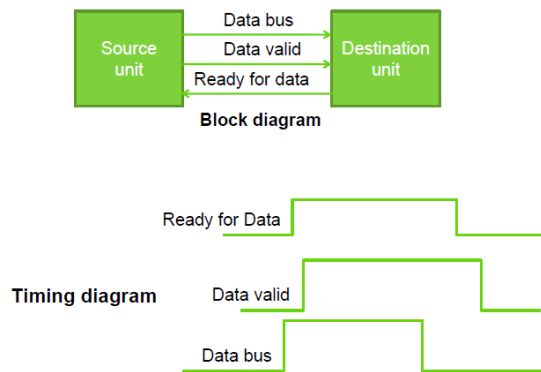 Data bus
Source
unit
Data valid
Destination
unit
Ready for data
Block diagram
Ready for Data
Timing diagram
Data valid
Data bus